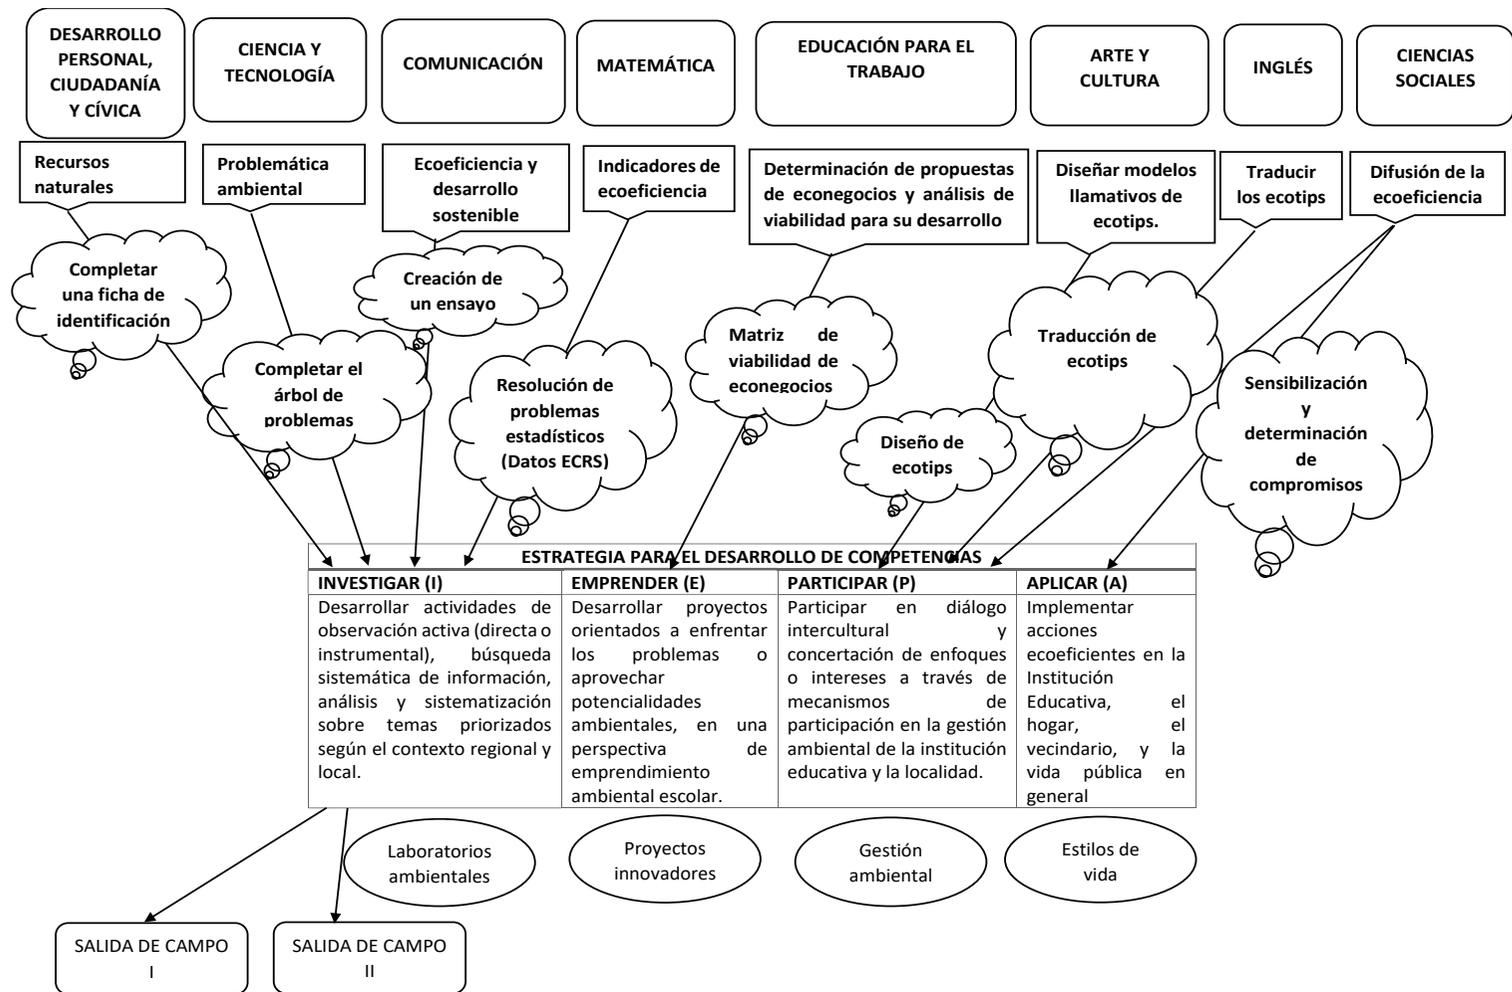 DESARROLLO
PERSONAL,
CIUDADANÍA
Y CÍVICA
CIENCIA Y
TECNOLOGÍA
COMUNICACIÓN
MATEMÁTICA
EDUCACIÓN PARA EL
TRABAJO
ARTE Y
CULTURA
INGLÉS
CIENCIAS
SOCIALES
Recursos
naturales
Problemática
ambiental
Ecoeficiencia y
desarrollo
sostenible
Indicadores de
ecoeficiencia
Determinación de propuestas
de econegocios y análisis de
viabilidad para su desarrollo
Diseñar modelos
llamativos de
ecotips.
Traducir
los ecotips
Difusión de la
ecoeficiencia
Completar
una ficha de
identificación
Completar el
árbol de
problemas
Creación de
un ensayo
Resolución de
problemas
estadísticos
(Datos ECRS)
Matriz de
viabilidad de
econegocios
Diseño de
ecotips
Traducción de
ecotips
Sensibilización
y
determinación
de
compromisos
ESTRATEGIA PARA EL DESARROLLO DE COMPETENCIAS
INVESTIGAR (I)
Desarrollar actividades de
observación activa (directa o
instrumental), búsqueda
sistemática de información,
análisis y sistematización
sobre temas priorizados
según el contexto regional y
local.
EMPRENDER (E)
Desarrollar proyectos
orientados a enfrentar
los problemas o
aprovechar
potencialidades
ambientales, en una
perspectiva de
emprendimiento
ambiental escolar.
PARTICIPAR (P)
Participar en diálogo
intercultural y
concertación de enfoques
o intereses a través de
mecanismos de
participación en la gestión
ambiental de la institución
educativa y la localidad.
APLICAR (A)
Implementar
acciones
ecoeficientes en la
Institución
Educativa, el
hogar, el
vecindario, y la
vida pública en
general
Laboratorios
ambientales
Proyectos
innovadores
Gestión
ambiental
Estilos de
vida
SALIDA DE CAMPO
I
SALIDA DE CAMPO
II